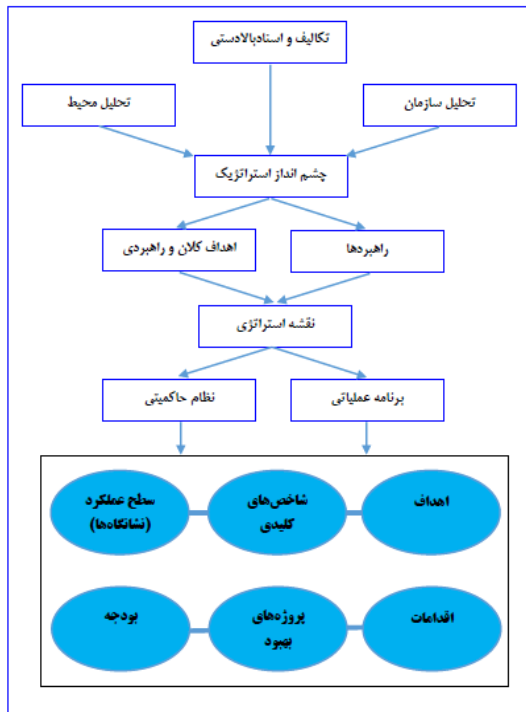 تکالیف و اسنادبالادستی
تحلیل سازمان
تحلیل محیط
چشم انداز استراتژیک
راهبردها
اهداف کلان و راهبردی
نقشه استراتژی
برنامه عملیاتی
نظام حاکمیتی
اهداف
شاخص‌های
کلیدی
سطح عملکرد
(نشانگاه‌ها)
اقدامات
پروژه‌های
بهبود
بودجه